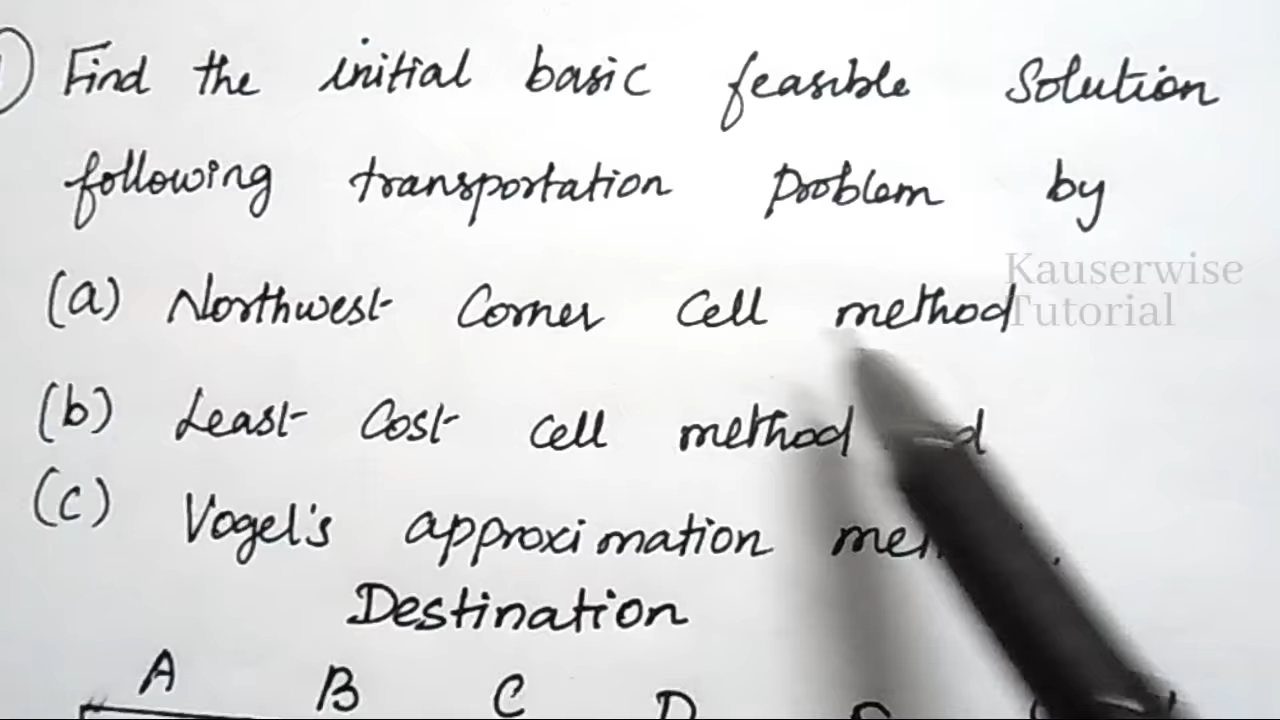 Find the initial basic feasible Solution
following transportation Problem by
(a) Northwest Corner Cell method
Kauserwise
Tutorial
(b) Least Cost cell method
(c) Vogel's approximation
Destination
A B C D